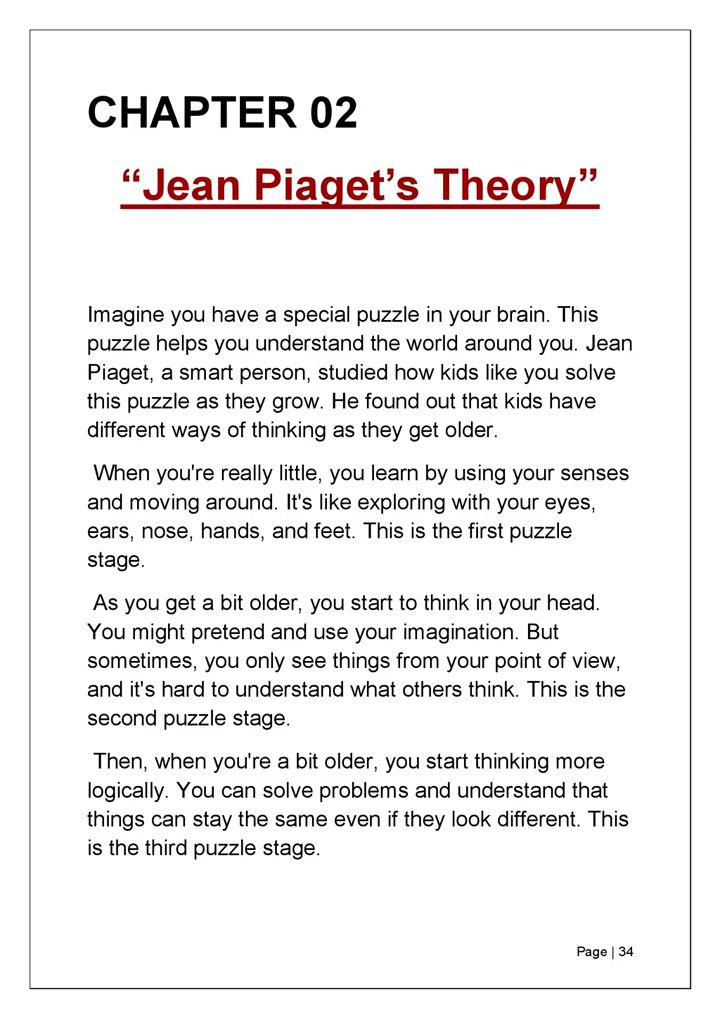 CHAPTER 02
“Jean Piaget’s Theory”
Imagine you have a special puzzle in your brain. This
puzzle helps you understand the world around you. Jean
Piaget, a smart person, studied how kids like you solve
this puzzle as they grow. He found out that kids have
different ways of thinking as they get older.
When you're really little, you learn by using your senses
and moving around. It's like exploring with your eyes,
ears, nose, hands, and feet. This is the first puzzle
stage.
As you get a bit older, you start to think in your head.
You might pretend and use your imagination. But
sometimes, you only see things from your point of view,
and it's hard to understand what others think. This is the
second puzzle stage.
Then, when you're a bit older, you start thinking more
logically. You can solve problems and understand that
things can stay the same even if they look different. This
is the third puzzle stage.
Page | 34